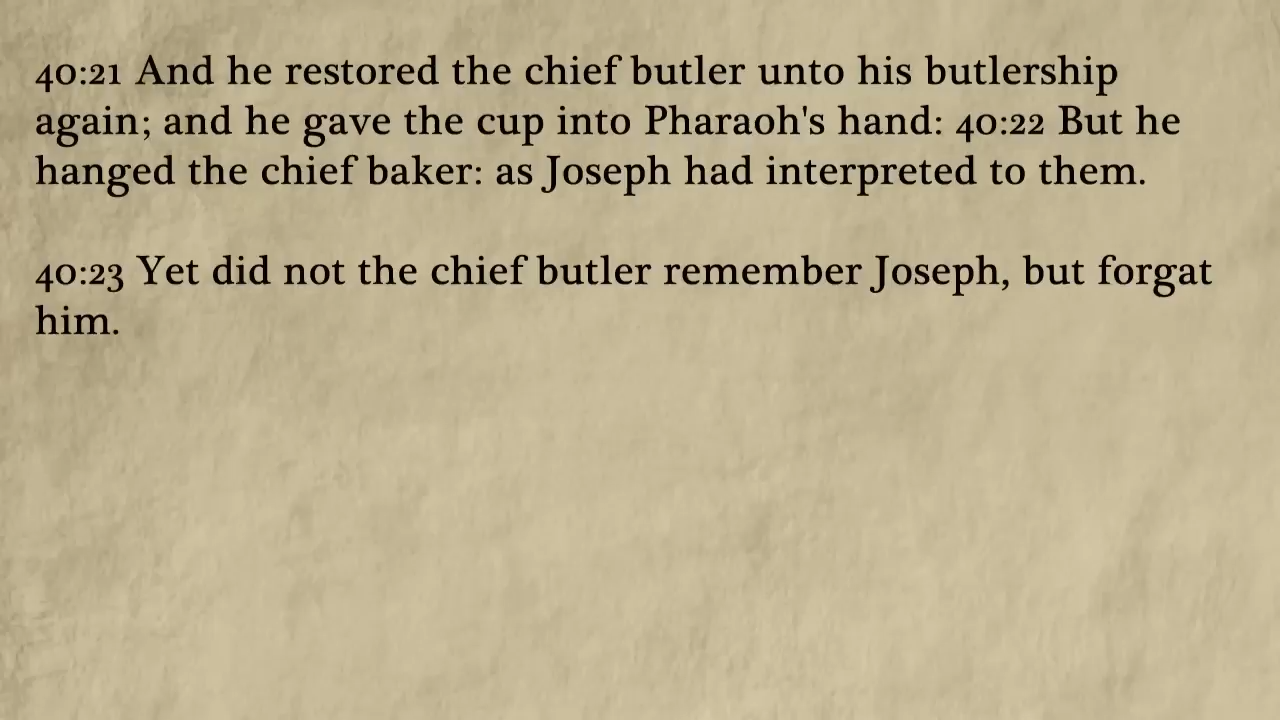 40:21 And he restored the chief butler unto his butlership
again; and he gave the cup into Pharaoh's hand: 40:22 But he
hanged the chief baker: as Joseph had interpreted to them.
40:23 Yet did not the chief butler remember Joseph, but forgat
him.